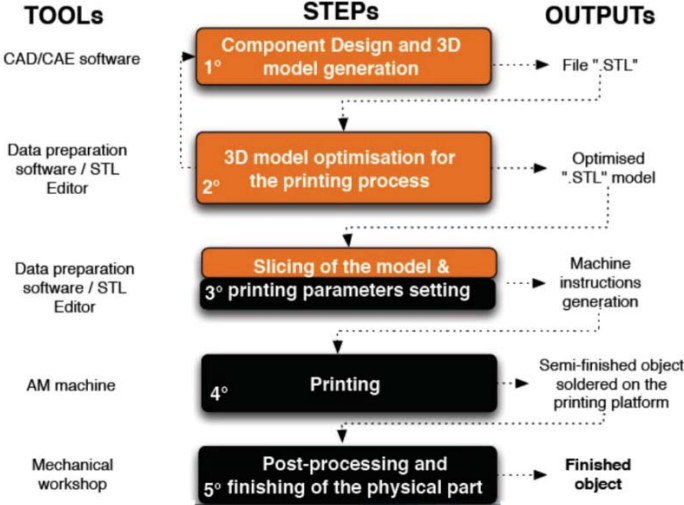 TOOLs
STEPs
OUTPUTs
CAD/CAE software
1° Component Design and 3D
model generation
File ".STL"
Data preparation
software / STL
Editor
2° 3D model optimisation for
the printing process
Optimised
".STL" model
Data preparation
software / STL
Editor
Slicing of the model &
3° printing parameters setting
Machine
instructions
generation
AM machine
4° Printing
Semi-finished object
soldered on the
printing platform
Mechanical
workshop
Post-processing and
5° finishing of the physical part
Finished
object